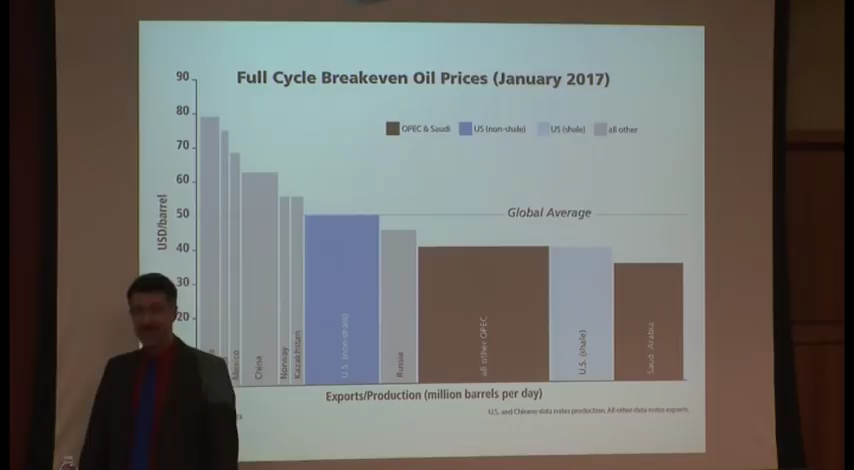 Full Cycle Breakeven Oil Prices (January 2017)
90
80
70
60
50
40
30
20
USD/barrel
OPEC & Saudi
US (non-shale)
US (shale)
all other
Global Average
Mexico
China
Norway
Kazakhstan
U.S. (non-shale)
Russia
all other OPEC
U.S. (shale)
Saudi Arabia
Exports/Production (million barrels per day)
U.S. and Chinese data notes production. All other data notes exports.